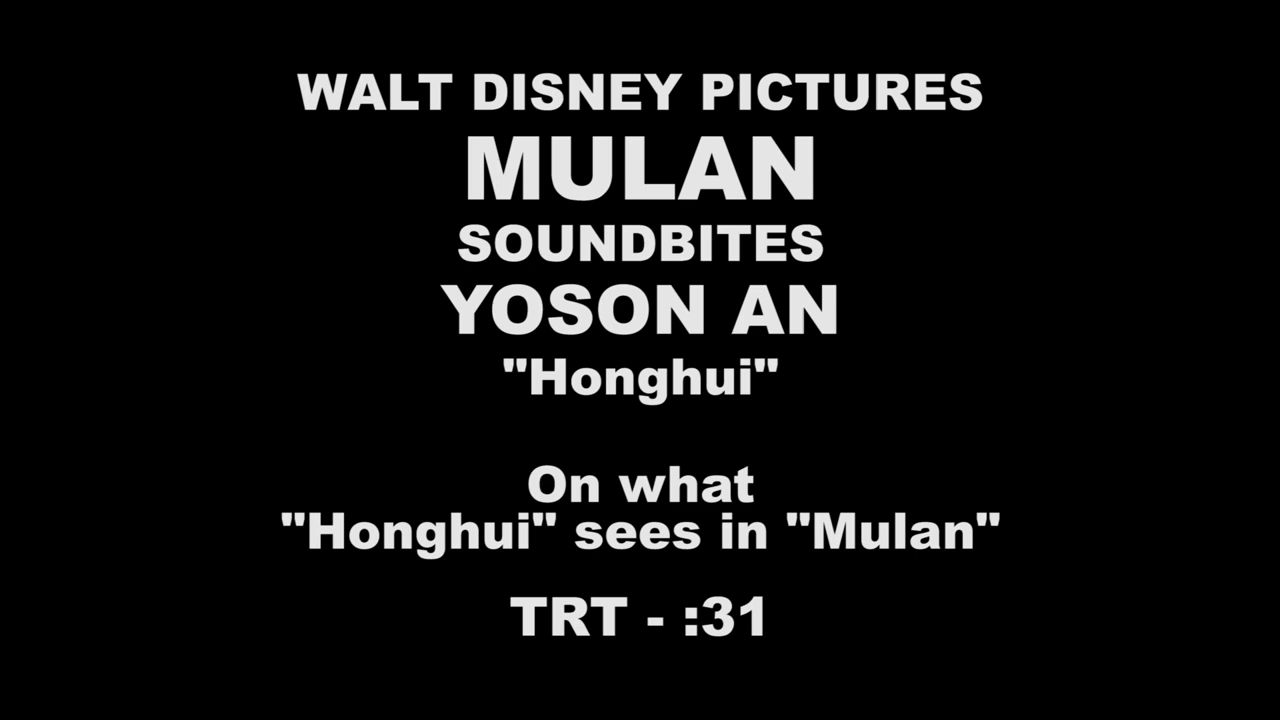 WALT DISNEY PICTURES
MULAN
SOUNDBITES
YOSON AN
"Honghui"
On what
"Honghui" sees in "Mulan"
TRT - :31